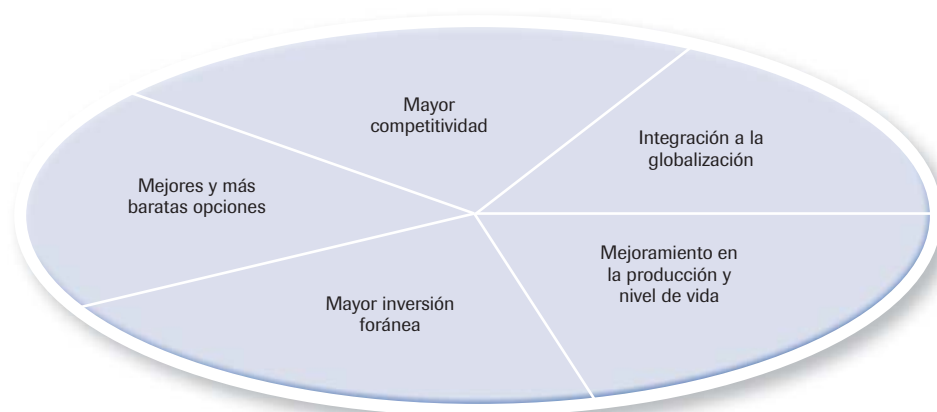 Mayor
competitividad
Integración a la
globalización
Mejores y más
baratas opciones
Mejoramiento en
la producción y
nivel de vida
Mayor inversión
foránea